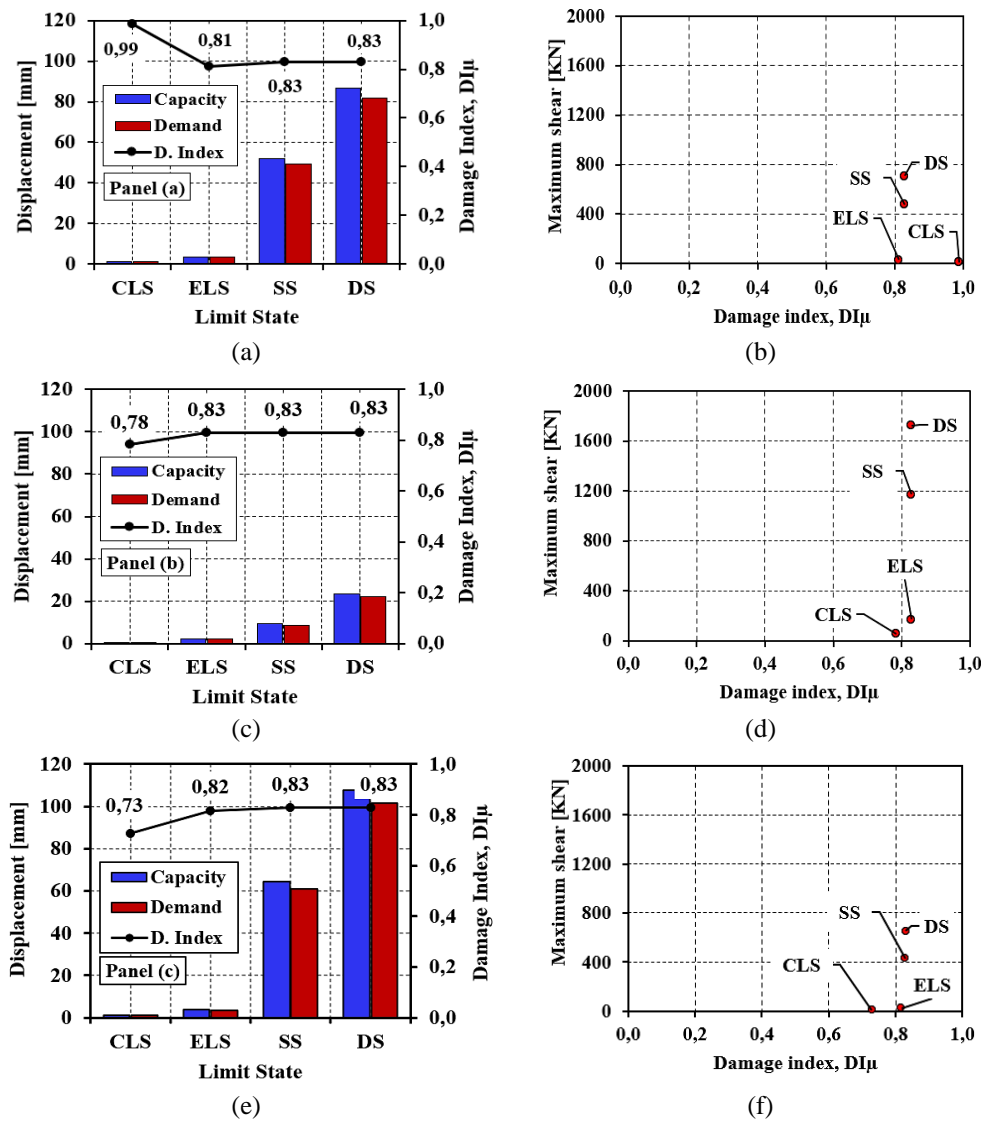 120
100
80
60
40
20
0
Displacement [mm]
1,0
0,8
0,6
0,4
0,2
0,0
Damage Index, DIμ
0,99
0,81
0,83
0,83
Capacity
Demand
D. Index
Panel (a)
CLS
ELS
SS
DS
Limit State
(a)
2000
1600
1200
800
400
0
Maximum shear [KN]
DS
SS
ELS
CLS
0,0
0,2
0,4
0,6
0,8
1,0
Damage index, DIμ
(b)
120
100
80
60
40
20
0
Displacement [mm]
1,0
0,8
0,6
0,4
0,2
0,0
Damage Index, DIμ
0,78
0,83
0,83
0,83
Capacity
Demand
D. Index
Panel (b)
CLS
ELS
SS
DS
Limit State
(c)
2000
1600
1200
800
400
0
Maximum shear [KN]
DS
SS
ELS
CLS
0,0
0,2
0,4
0,6
0,8
1,0
Damage index, DIμ
(d)
120
100
80
60
40
20
0
Displacement [mm]
1,0
0,8
0,6
0,4
0,2
0,0
Damage Index, DIμ
0,73
0,82
0,83
0,83
Capacity
Demand
D. Index
Panel (c)
CLS
ELS
SS
DS
Limit State
(e)
2000
1600
1200
800
400
0
Maximum shear [KN]
SS
DS
CLS
ELS
0,0
0,2
0,4
0,6
0,8
1,0
Damage index, DIμ
(f)